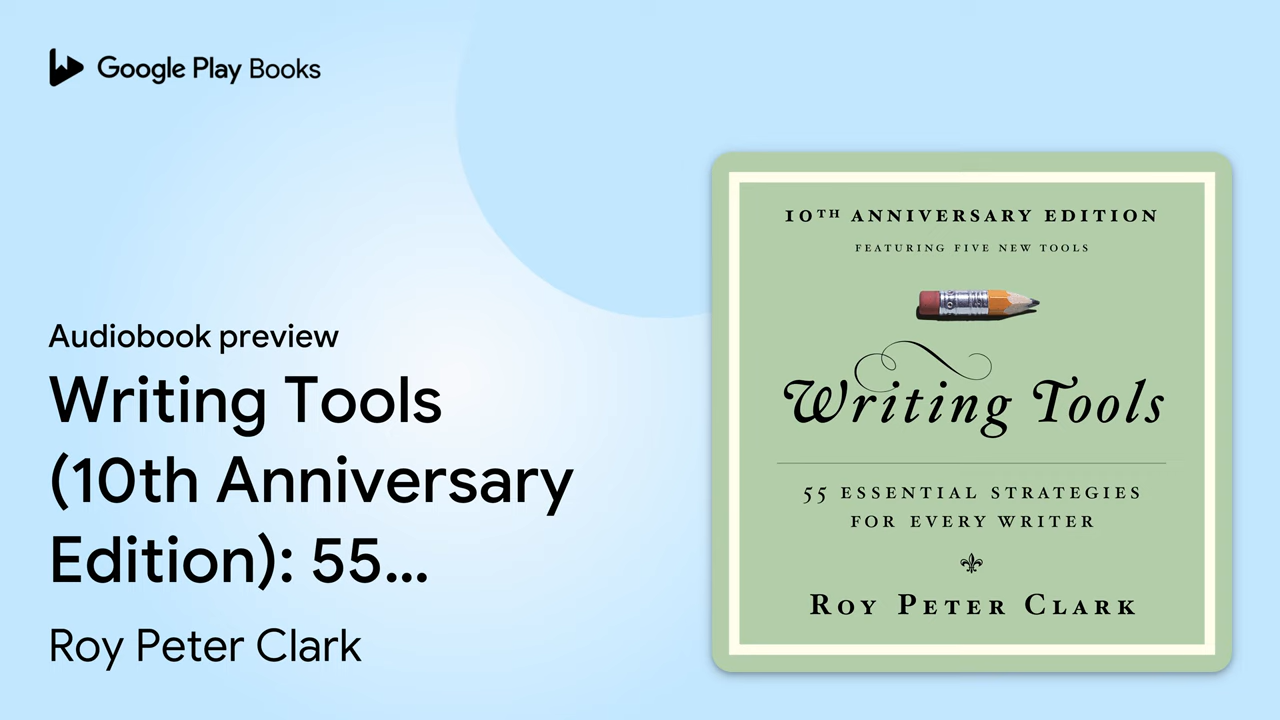 Google Play Books
Audiobook preview
Writing Tools
(10th Anniversary
Edition): 55...
Roy Peter Clark
10TH ANNIVERSARY EDITION
FEATURING FIVE NEW TOOLS
Writing Tools
55 ESSENTIAL STRATEGIES
FOR EVERY WRITER
ROY PETER CLARK